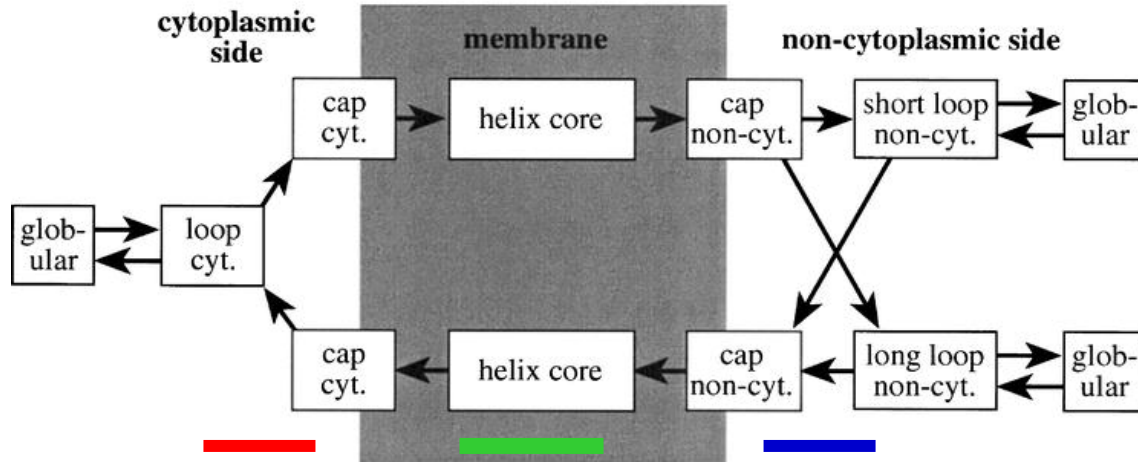 cytoplasmic
side
membrane
non-cytoplasmic side
cap
cyt.
helix core
cap
non-cyt.
short loop
non-cyt.
glob-
ular
glob-
ular
loop
cyt.
cap
cyt.
helix core
cap
non-cyt.
long loop
non-cyt.
glob-
ular